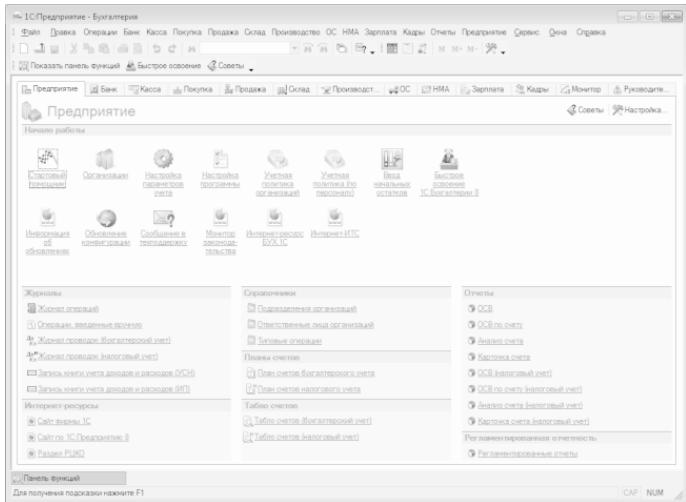 1С:Предприятие - Бухгалтерия
Файл Правка Операции Банк Касса Покупка Продажа Склад Производство ОС НМА Зарплата Кадры Отчеты Предприятие Сервис Окна Справка
M M+ M-
Показать панель функций Быстрое освоение Советы
Предприятие Банк Касса Покупка Продажа Склад Производст... ОС НМА Зарплата Кадры Монитор Руководите...
Предприятие Советы Настройка...
Начало работы
Стартовый помощник
Организации
Настройка параметров учета
Настройка программы
Учетная политика организаций
Учетная политика (по персоналу)
Ввод начальных остатков
Быстрое освоение 1С:Бухгалтерии 8
Информация об обновлениях
Обновление конфигурации
Сообщение в техподдержку
Монитор законода-тельства
Интернет-ресурс БУХ.1С
Интернет-ИТС
Журналы
Журнал операций
Операции, введенные вручную
Журнал проводок (бухгалтерский учет)
Журнал проводок (налоговый учет)
Запись книги учета доходов и расходов (УСН)
Запись книги учета доходов и расходов (ИП)
Интернет-ресурсы
Сайт фирмы 1С
Сайт по 1С:Предприятие 8
Раздел РЦКО
Справочники
Подразделения организаций
Ответственные лица организаций
Типовые операции
Планы счетов
План счетов бухгалтерского учета
План счетов налогового учета
Табло счетов
Табло счетов (бухгалтерский учет)
Табло счетов (налоговый учет)
Отчеты
ОСВ
ОСВ по счету
Анализ счета
Карточка счета
ОСВ (налоговый учет)
ОСВ по счету (налоговый учет)
Анализ счета (налоговый учет)
Карточка счета (налоговый учет)
Регламентированная отчетность
Регламентированные отчеты
Панель функций
Для получения подсказки нажмите F1 CAP NUM